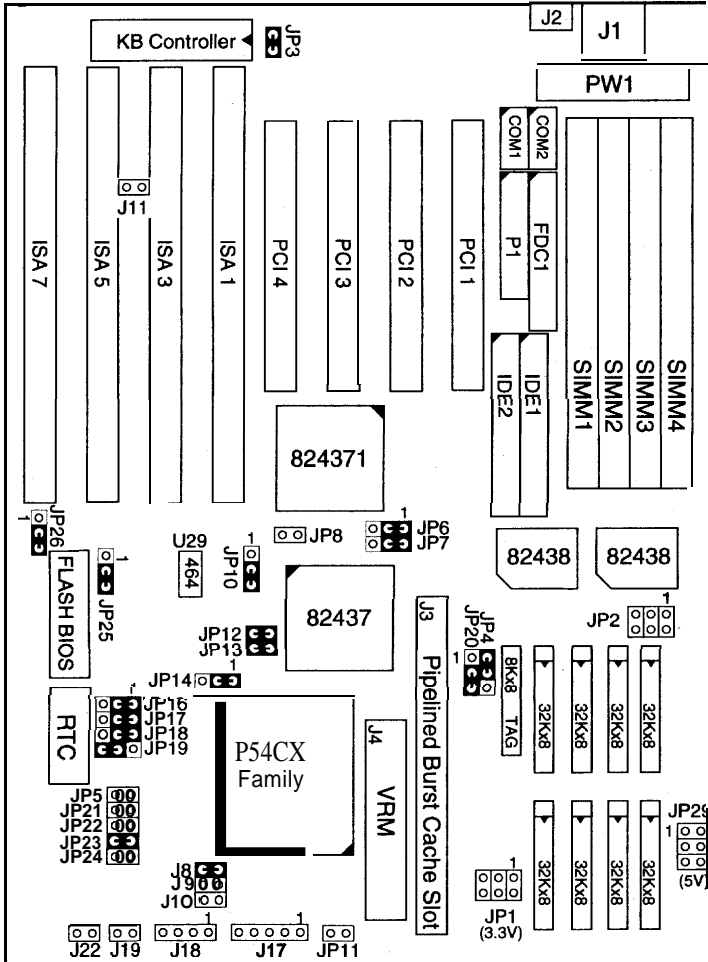 J2
J1
KB Controller
JP3
PW1
COM1
COM2
P1
FDC1
J11
ISA 7
ISA 5
ISA 3
ISA 1
PCI 4
PCI 3
PCI 2
PCI 1
IDE2
IDE1
SIMM1
SIMM2
SIMM3
SIMM4
824371
1
JP26
U29
464
1
JP10
JP8
1
JP6
JP7
82438
82438
FLASH BIOS
1
JP25
82437
J3
Pipelined Burst Cache Slot
1
JP20
JP4
1
JP2
JP12
JP13
1
JP14
8Kx8
TAG
32Kx8
32Kx8
32Kx8
32Kx8
RTC
1
JP16
JP17
JP18
JP19
P54CX
Family
J4
VRM
JP5
JP21
JP22
JP23
JP24
32Kx8
32Kx8
32Kx8
32Kx8
JP29
1
(5V)
J8
J9
J10
1
JP1
(3.3V)
J22
J19
1
J18
1
J17
JP11